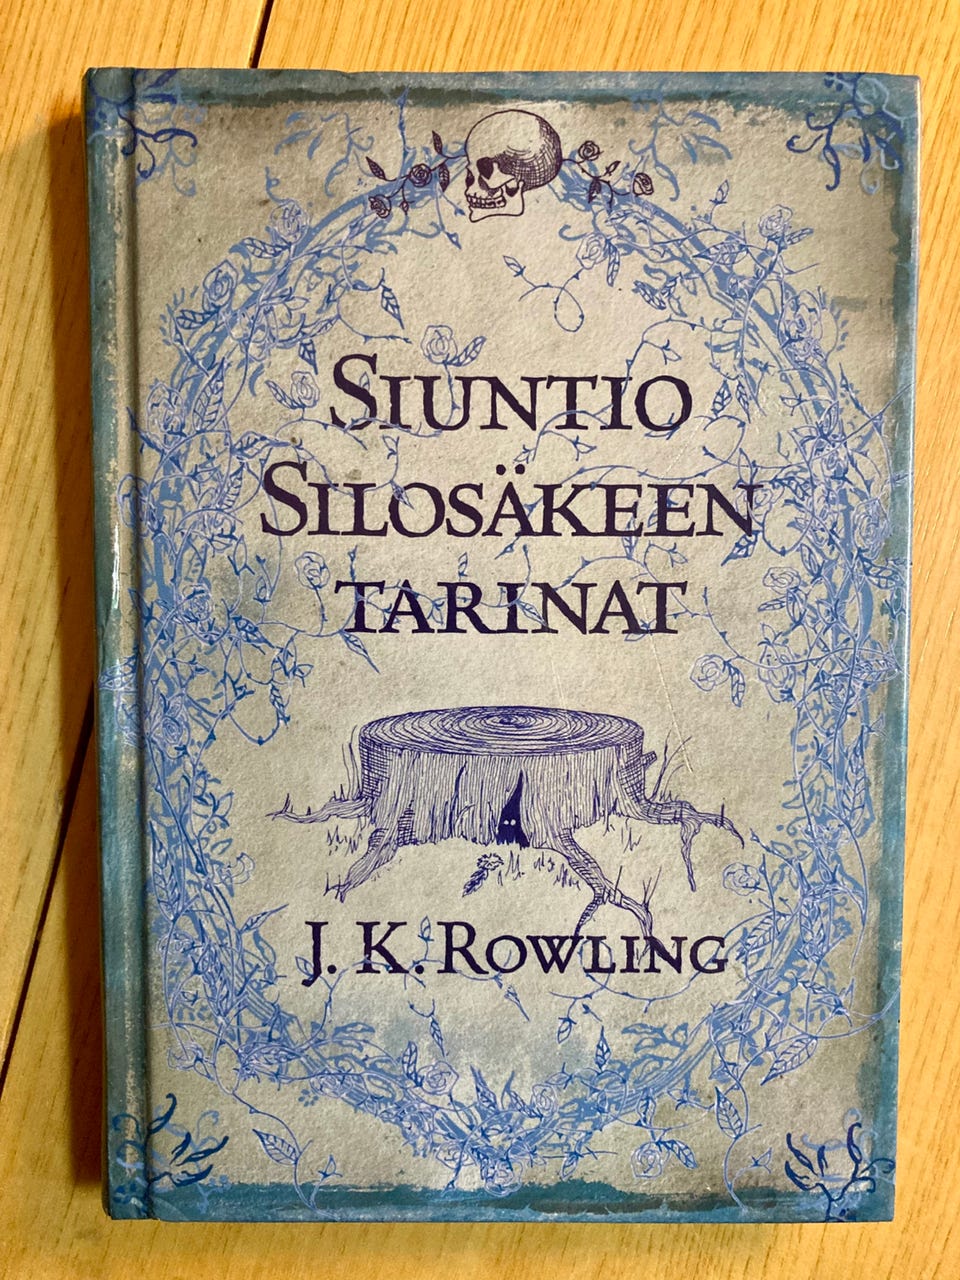 Siuntio
Silosäkeen
tarinat
J. K. Rowling